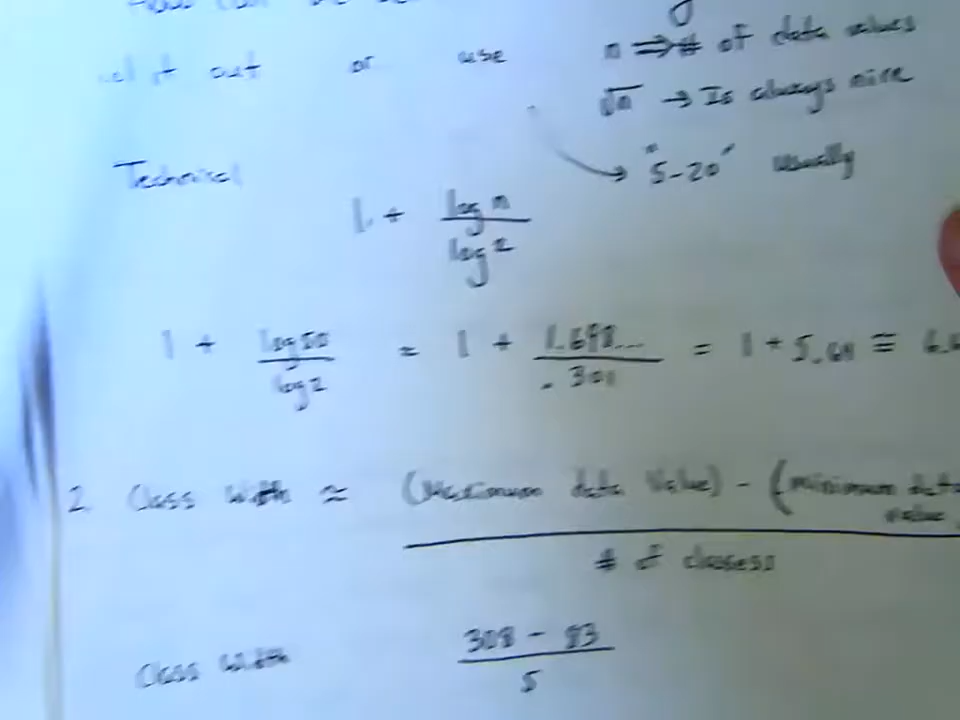 out or use
n ⇒ # of data values
√n → Is always nice
→ "5-20" usually
Technical
1 + log n / log 2
1 + log 50 / log 2 = 1 + 1.698... / .301 = 1 + 5.64 ≅ 6.6
2. Class Width ≈ (Maximum data Value) - (minimum data value
# of classes
Class Width 308 - 83 / 5